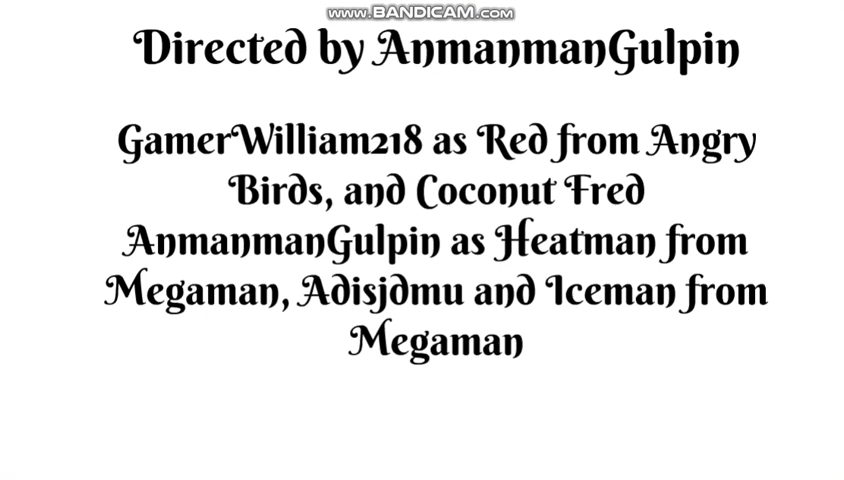 www.BANDICAM.com
Directed by AnmanmanGulpin
GamerWilliam218 as Red from Angry
Birds, and Coconut Fred
AnmanmanGulpin as Heatman from
Megaman, Adisjdmu and Iceman from
Megaman